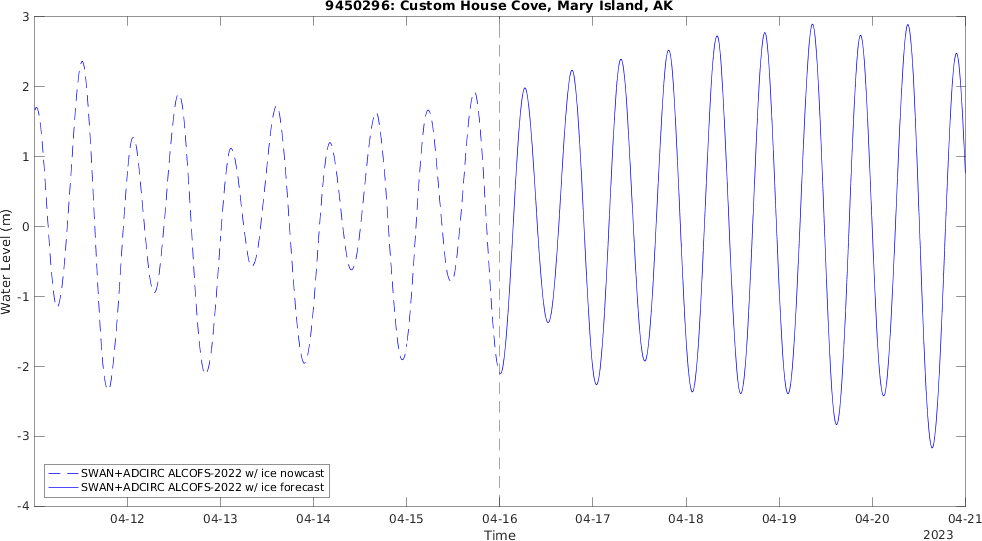 9450296: Custom House Cove, Mary Island, AK
Water Level (m)
3
2
1
0
-1
-2
-3
-4
SWAN+ADCIRC ALCOFS-2022 w/ ice nowcast
SWAN+ADCIRC ALCOFS-2022 w/ ice forecast
04-12 04-13 04-14 04-15 04-16 04-17 04-18 04-19 04-20 04-21
Time
2023